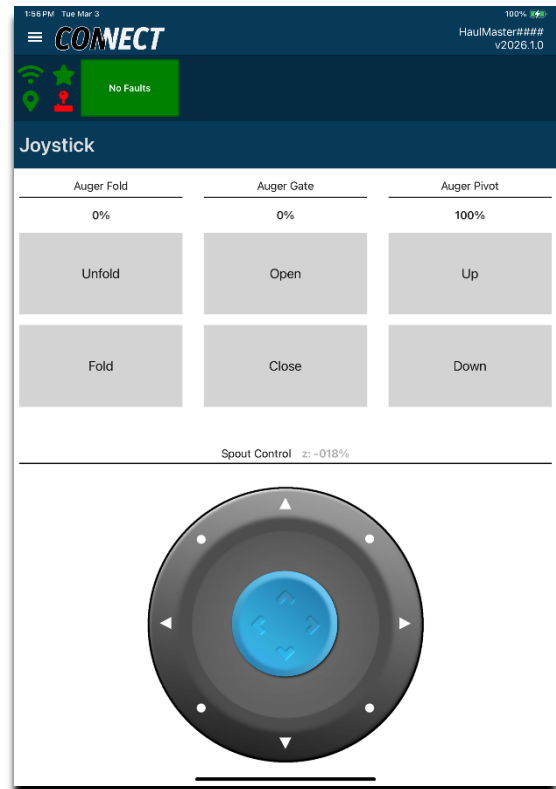 1:56 PM Tue Mar 3
100%
CONNECT
HaulMaster####
v2026.1.0
No Faults
Joystick
Auger Fold Auger Gate Auger Pivot
0% 0% 100%
Unfold Open Up
Fold Close Down
Spout Control z: -018%